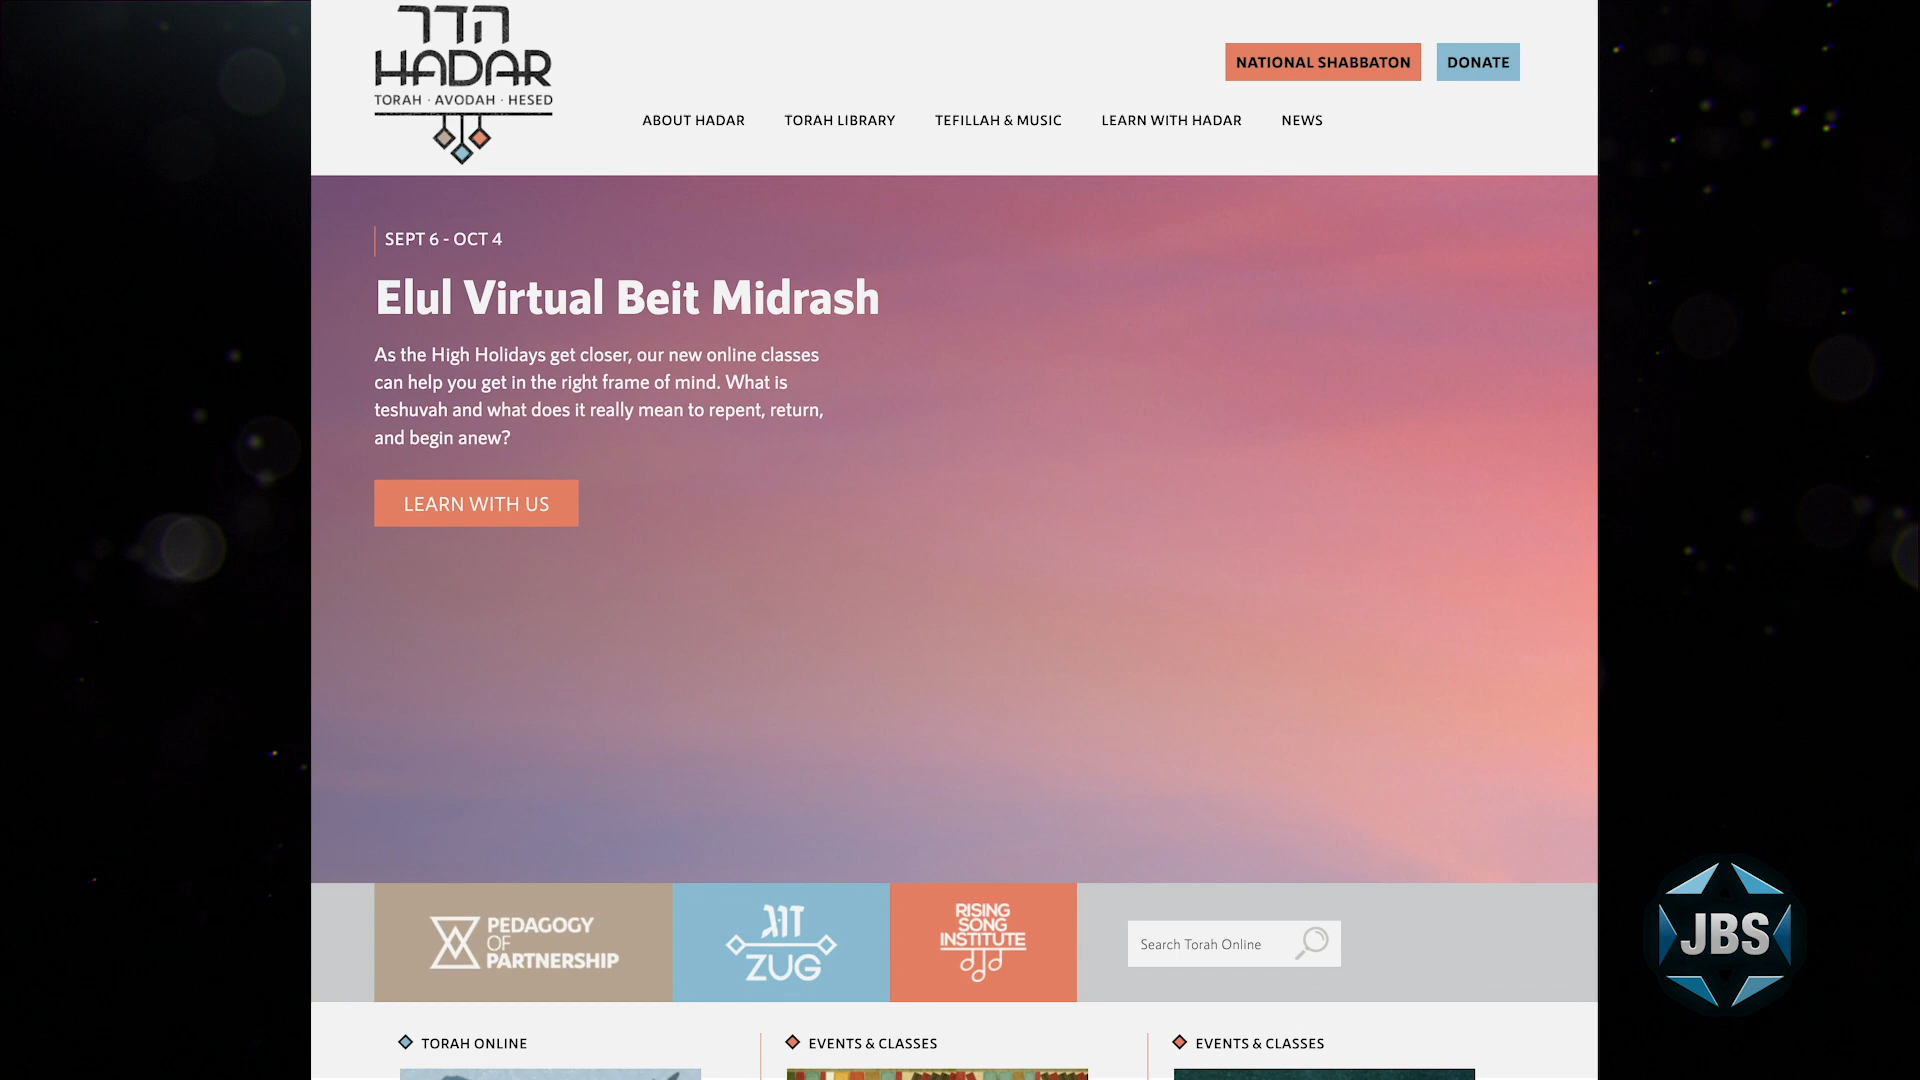 הדר
HADAR
TORAH · AVODAH · HESED
NATIONAL SHABBATON
DONATE
ABOUT HADAR
TORAH LIBRARY
TEFILLAH & MUSIC
LEARN WITH HADAR
NEWS
SEPT 6 - OCT 4
Elul Virtual Beit Midrash
As the High Holidays get closer, our new online classes
can help you get in the right frame of mind. What is
teshuvah and what does it really mean to repent, return,
and begin anew?
LEARN WITH US
PEDAGOGY
OF
PARTNERSHIP
זוג
ZUG
RISING
SONG
INSTITUTE
Search Torah Online
JBS
TORAH ONLINE
EVENTS & CLASSES
EVENTS & CLASSES